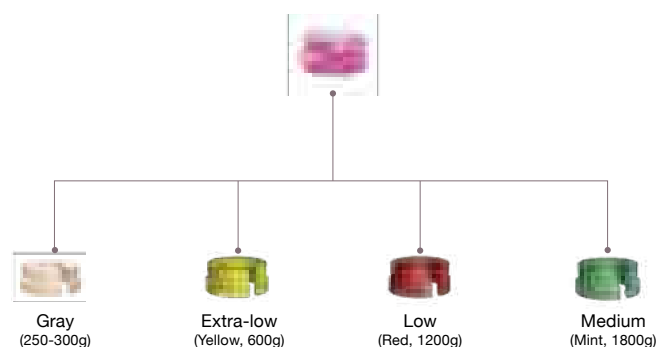 Gray
(250-300g)
Extra-low
(Yellow, 600g)
Low
(Red, 1200g)
Medium
(Mint, 1800g)